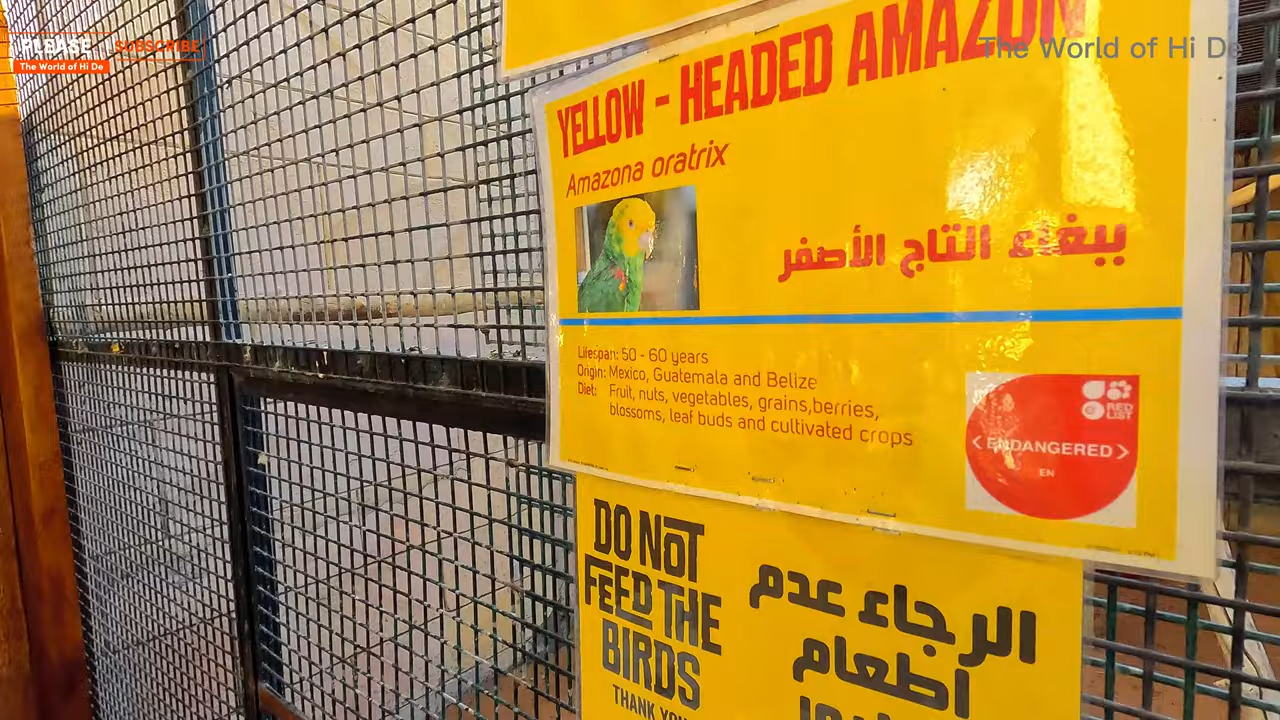 PLEASE SUBSCRIBE
The World of Hi De
The World of Hi De
YELLOW - HEADED AMAZON
Amazona oratrix
ببغاء التاج الأصفر
Lifespan: 50 - 60 years
Origin: Mexico, Guatemala and Belize
Diet: Fruit, nuts, vegetables, grains,berries,
blossoms, leaf buds and cultivated crops
RED
LIST
< ENDANGERED >
EN
DO NOT
FEED THE
BIRDS
THANK YOU
الرجاء عدم
اطعام